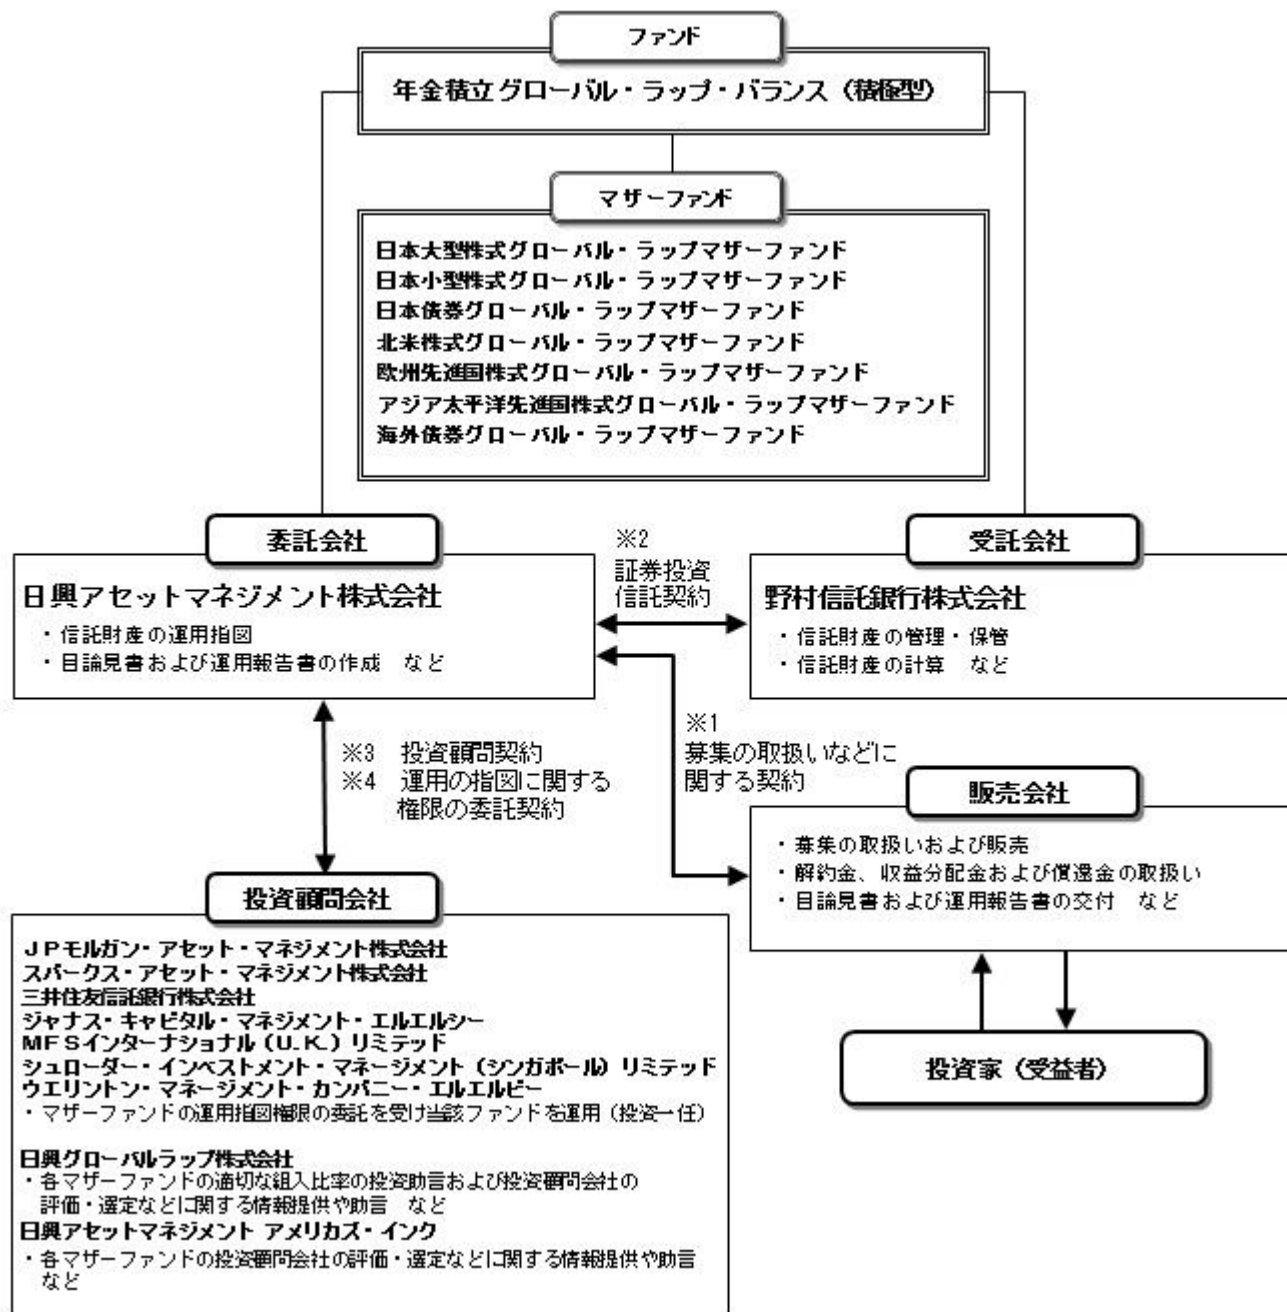 ファンド
年金積立グローバル・ラップ・バランス（積極型）
マザーファンド
日本大型株式グローバル・ラップマザーファンド
日本小型株式グローバル・ラップマザーファンド
日本債券グローバル・ラップマザーファンド
北米株式グローバル・ラップマザーファンド
欧州先進国株式グローバル・ラップマザーファンド
アジア太平洋先進国株式グローバル・ラップマザーファンド
海外債券グローバル・ラップマザーファンド
委託会社
日興アセットマネジメント株式会社
・信託財産の運用指図
・目論見書および運用報告書の作成　など
※2
証券投資
信託契約
受託会社
野村信託銀行株式会社
・信託財産の管理・保管
・信託財産の計算　など
※3　投資顧問契約
※4　運用の指図に関する
権限の委託契約
※1
募集の取扱いなどに
関する契約
販売会社
・募集の取扱いおよび販売
・解約金、収益分配金および償還金の取扱い
・目論見書および運用報告書の交付　など
投資家（受益者）
投資顧問会社
ＪＰモルガン・アセット・マネジメント株式会社
スパークス・アセット・マネジメント株式会社
三井住友信託銀行株式会社
ジャナス・キャピタル・マネジメント・エルエルシー
MFSインターナショナル（U.K.）リミテッド
シュローダー・インベストメント・マネージメント（シンガポール）リミテッド
ウエリントン・マネージメント・カンパニー・エルエルピー
・マザーファンドの運用指図権限の委託を受け当該ファンドを運用（投資一任）
日興グローバルラップ株式会社
・各マザーファンドの適切な組入比率の投資助言および投資顧問会社の
評価・選定などに関する情報提供や助言　など
日興アセットマネジメント アメリカズ・インク
・各マザーファンドの投資顧問会社の評価・選定などに関する情報提供や助言
など